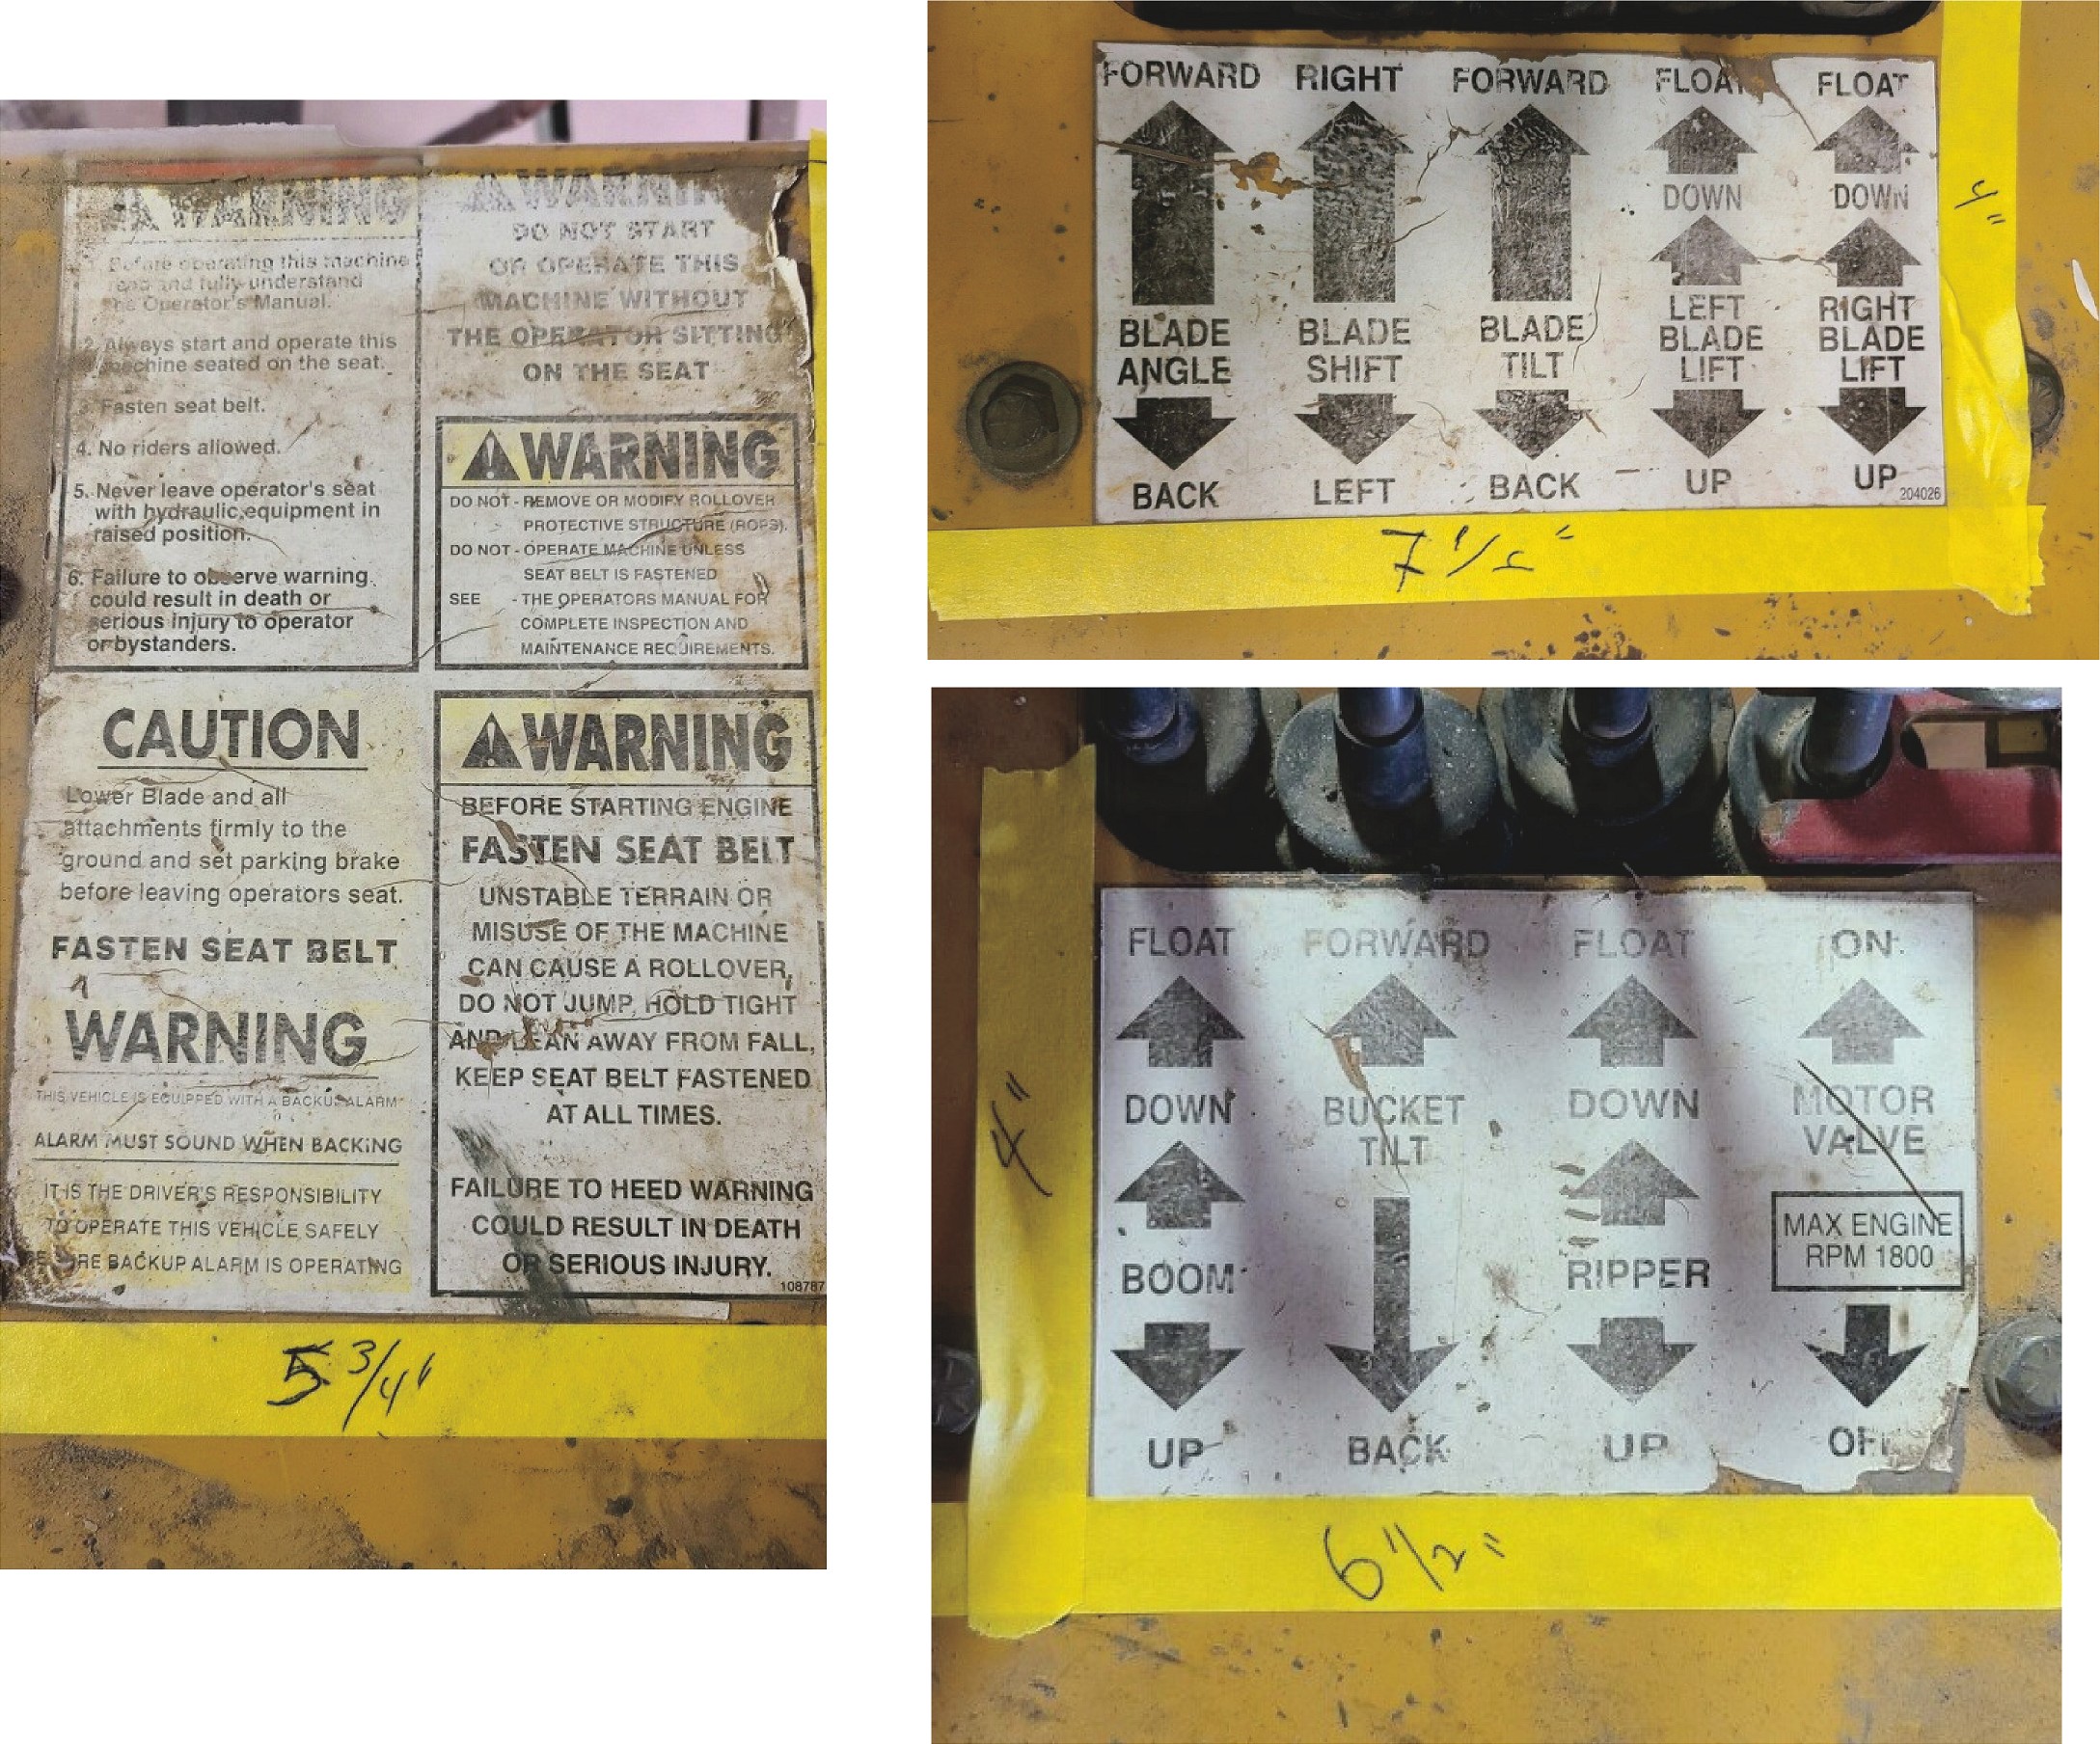 WARNING
1. Before operating this machine
read and fully understand
the Operator's Manual.
2. Always start and operate this
machine seated on the seat.
3. Fasten seat belt.
4. No riders allowed.
5. Never leave operator's seat
with hydraulic equipment in
raised position.
6. Failure to observe warning
could result in death or
serious injury to operator
or bystanders.
CAUTION
Lower Blade and all
attachments firmly to the
ground and set parking brake
before leaving operators seat.
FASTEN SEAT BELT
WARNING
THIS VEHICLE IS EQUIPPED WITH A BACKUP ALARM
ALARM MUST SOUND WHEN BACKING
IT IS THE DRIVER'S RESPONSIBILITY
TO OPERATE THIS VEHICLE SAFELY
BACKUP ALARM IS OPERATING
WARNING
DO NOT START
OR OPERATE THIS
MACHINE WITHOUT
THE OPERATOR SITTING
ON THE SEAT
WARNING
DO NOT - REMOVE OR MODIFY ROLLOVER
PROTECTIVE STRUCTURE (ROPS).
DO NOT - OPERATE MACHINE UNLESS
SEAT BELT IS FASTENED
SEE - THE OPERATORS MANUAL FOR
COMPLETE INSPECTION AND
MAINTENANCE REQUIREMENTS.
WARNING
BEFORE STARTING ENGINE
FASTEN SEAT BELT
UNSTABLE TERRAIN OR
MISUSE OF THE MACHINE
CAN CAUSE A ROLLOVER,
DO NOT JUMP, HOLD TIGHT
AND LEAN AWAY FROM FALL,
KEEP SEAT BELT FASTENED
AT ALL TIMES.
FAILURE TO HEED WARNING
COULD RESULT IN DEATH
OR SERIOUS INJURY.
108787
5 3/4"
FORWARD RIGHT FORWARD FLOAT FLOAT
DOWN DOWN
BLADE ANGLE BLADE SHIFT BLADE TILT LEFT BLADE LIFT RIGHT BLADE LIFT
BACK LEFT BACK UP UP
204026
4"
7 1/2"
FLOAT FORWARD FLOAT ON
DOWN BUCKET TILT DOWN MOTOR VALVE
MAX ENGINE
RPM 1800
BOOM RIPPER
UP BACK UP OFF
4"
6 1/2"